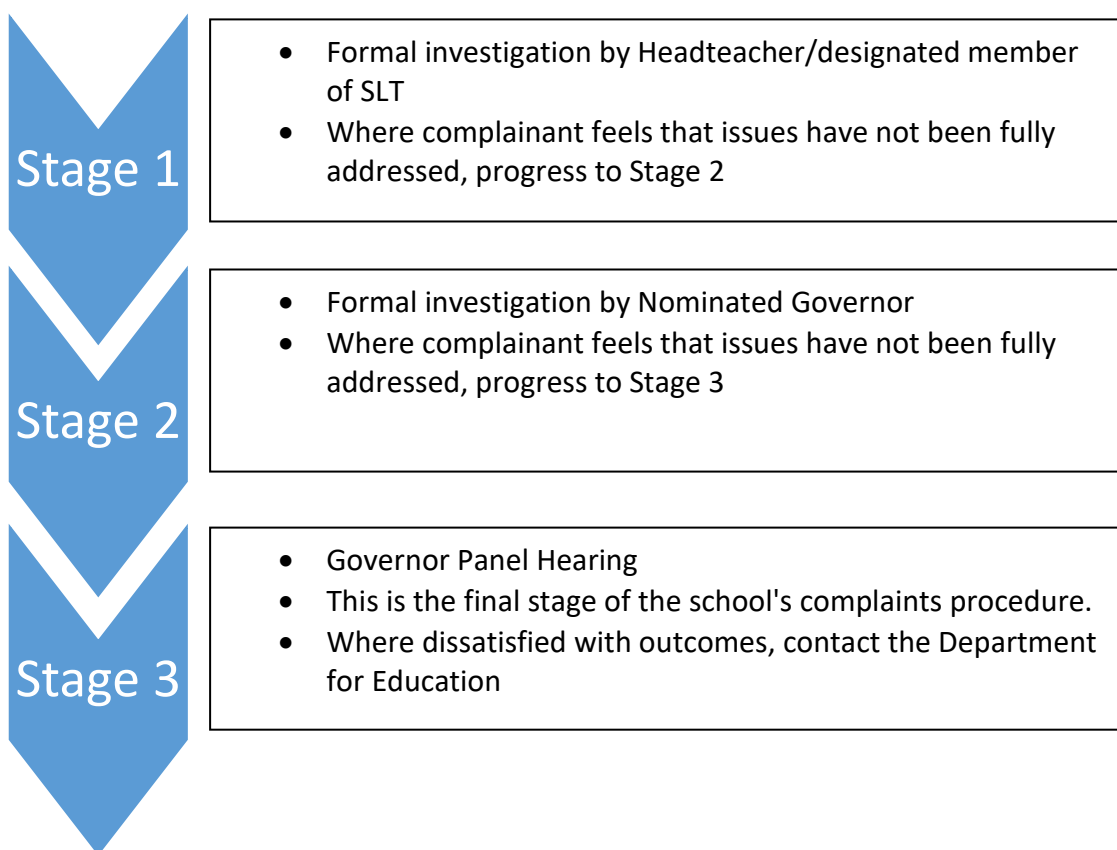 Stage 1
• Formal investigation by Headteacher/designated member
of SLT
• Where complainant feels that issues have not been fully
addressed, progress to Stage 2
Stage 2
• Formal investigation by Nominated Governor
• Where complainant feels that issues have not been fully
addressed, progress to Stage 3
Stage 3
• Governor Panel Hearing
• This is the final stage of the school's complaints procedure.
• Where dissatisfied with outcomes, contact the Department
for Education